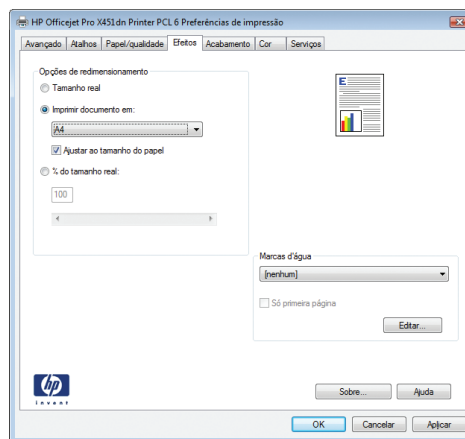 HP Officejet Pro X451dn Printer PCL 6 Preferências de impressão
Avançado Atalhos Papel/qualidade Efeitos Acabamento Cor Serviços
Opções de redimensionamento
Tamanho real
Imprimir documento em:
A4
Ajustar ao tamanho do papel
% do tamanho real:
100
E
Marcas d'água
[nenhum]
Só primeira página
Editar...
hp
invent
Sobre... Ajuda
OK Cancelar Aplicar